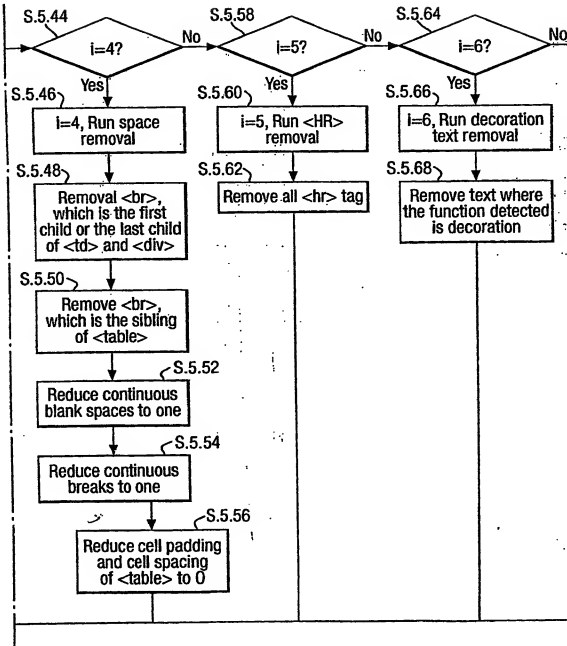 S.5.44
i=4?
No
Yes
S.5.46
i=4, Run space
removal
S.5.48
Removal <br>,
which is the first
child or the last child
of <td> and <div>
S.5.50
Remove <br>,
which is the sibling
of <table>
S.5.52
Reduce continuous
blank spaces to one
S.5.54
Reduce continuous
breaks to one
S.5.56
Reduce cell padding
and cell spacing
of <table> to 0
S.5.58
i=5?
No
Yes
S.5.60
i=5, Run <HR>
removal
S.5.62
Remove all <hr> tag
S.5.64
i=6?
No
Yes
S.5.66
i=6, Run decoration
text removal
S.5.68
Remove text where
the function detected
is decoration